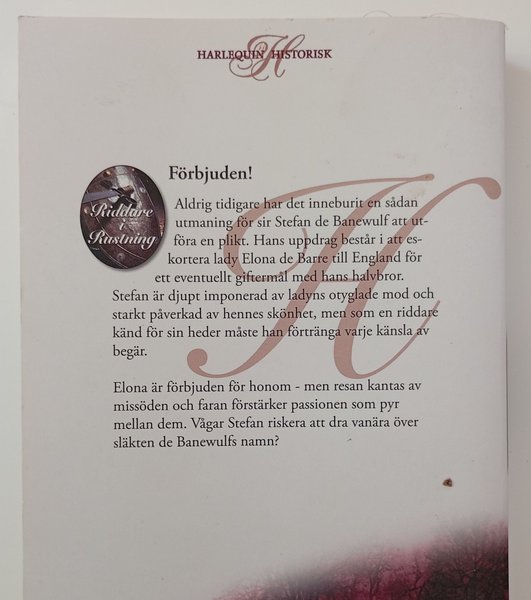 HARLEQUIN H HISTORISK
Förbjuden!
Riddare
i
Rustning
Aldrig tidigare har det inneburit en sådan
utmaning för sir Stefan de Banewulf att ut-
föra en plikt. Hans uppdrag består i att es-
kortera lady Elona de Barre till England för
ett eventuellt giftermål med hans halvbror.
Stefan är djupt imponerad av ladyns otyglade mod och
starkt påverkad av hennes skönhet, men som en riddare
känd för sin heder måste han förtränga varje känsla av
begär.
Elona är förbjuden för honom - men resan kantas av
missöden och faran förstärker passionen som pyr
mellan dem. Vågar Stefan riskera att dra vanära över
släkten de Banewulfs namn?
H